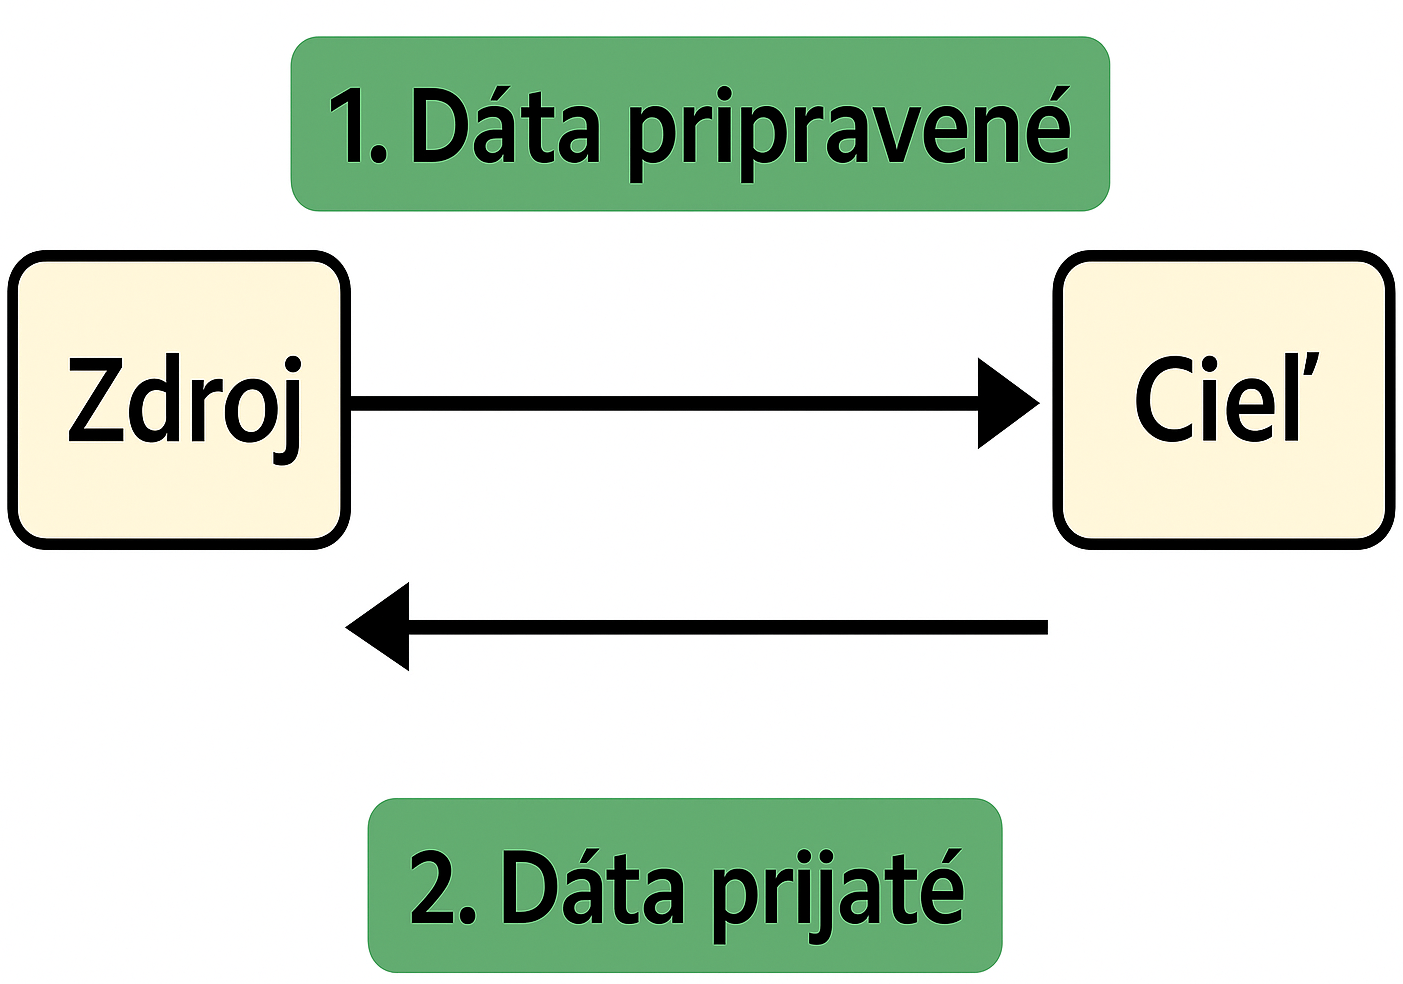 1. Dáta pripravené
Zdroj
Cieľ
2. Dáta prijaté